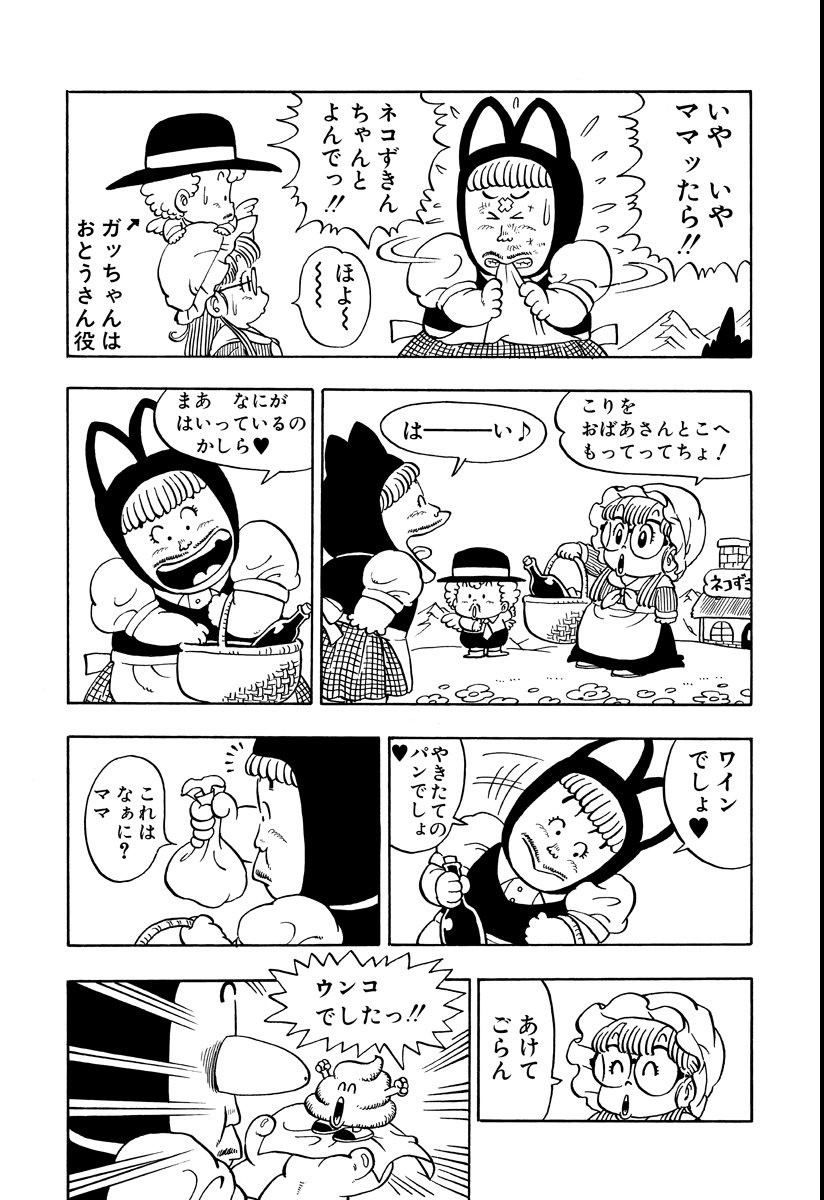 いや いや
ママッたら!!
ネコずきん
ちゃんと
よんでっ!!
ほよ〜
〜〜
ガッちゃんは
おとうさん役
こりを
おばあさんとこへ
もってってちょ!
は———い♪
ネコずき
まあ なにが
はいっているの
かしら♥
ワイン
でしょ♥
やきたての
パンでしょ
♥
これは
なぁに?
ママ
あけて
ごらん
ウンコ
でしたっ!!